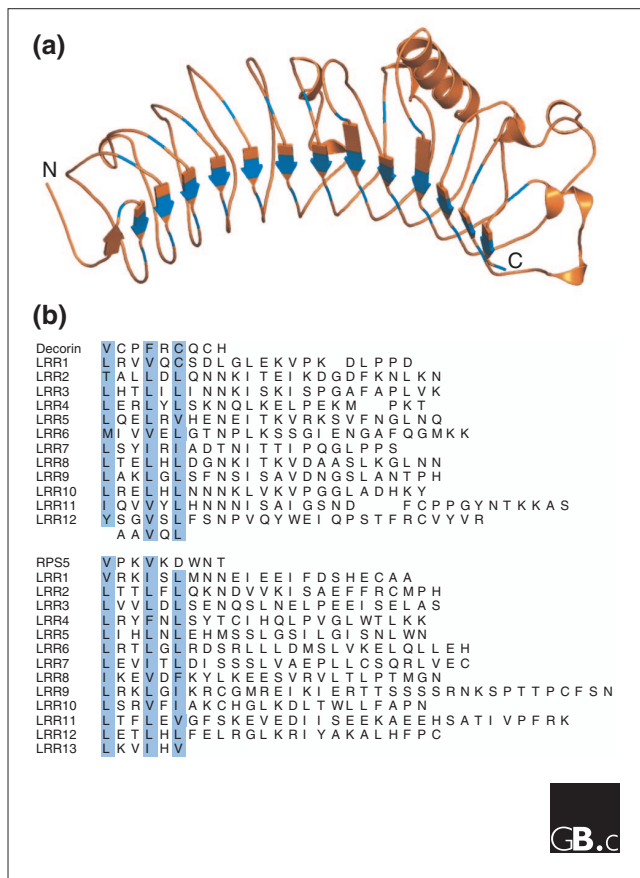 (a)
N
C
(b)
Decorin V C P F R C Q C H
LRR1 L R V V Q C S D L G L E K V P K D L P P D
LRR2 T A L L D L Q N N K I T E I K D G D F K N L K N
LRR3 L H T L I L I N N K I S K I S P G A F A P L V K
LRR4 L E R L Y L S K N Q L K E L P E K M P K T
LRR5 L Q E L R V H E N E I T K V R K S V F N G L N Q
LRR6 M I V V E L G T N P L K S S G I E N G A F Q G M K K
LRR7 L S Y I R I A D T N I T T I P Q G L P P S
LRR8 L T E L H L D G N K I T K V D A A S L K G L N N
LRR9 L A K L G L S F N S I S A V D N G S L A N T P H
LRR10 L R E L H L N N N K L V K V P G G L A D H K Y
LRR11 I Q V V Y L H N N N I S A I G S N D F C P P G Y N T K K A S
LRR12 Y S G V S L F S N P V Q Y W E I Q P S T F R C V Y V R
A A V Q L
RPS5 V P K V K D W N T
LRR1 V R K I S L M N N E I E E I F D S H E C A A
LRR2 L T T L F L Q K N D V V K I S A E F F R C M P H
LRR3 L V V L D L S E N Q S L N E L P E E I S E L A S
LRR4 L R Y F N L S Y T C I H Q L P V G L W T L K K
LRR5 L I H L N L E H M S S L G S I L G I S N L W N
LRR6 L R T L G L R D S R L L L D M S L V K E L Q L L E H
LRR7 L E V I T L D I S S S L V A E P L L C S Q R L V E C
LRR8 I K E V D F K Y L K E E S V R V L T L P T M G N
LRR9 L R K L G I K R C G M R E I K I E R T T S S S S R N K S P T T P C F S N
LRR10 L S R V F I A K C H G L K D L T W L L F A P N
LRR11 L T F L E V G F S K E V E D I I S E E K A E E H S A T I V P F R K
LRR12 L E T L H L F E L R G L K R I Y A K A L H F P C
LRR13 L K V I H V
GB.c